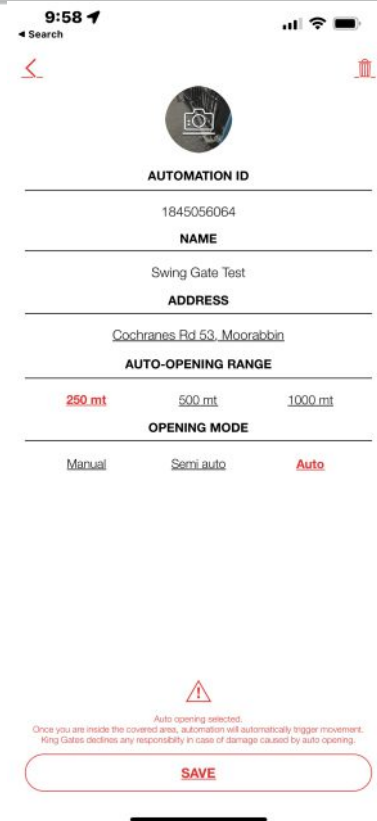 9:58
Search
AUTOMATION ID
1845056064
NAME
Swing Gate Test
ADDRESS
Cochranes Rd 53, Moorabbin
AUTO-OPENING RANGE
250 mt 500 mt 1000 mt
OPENING MODE
Manual Semi auto Auto
Auto opening selected.
Once you are inside the covered area, automation will automatically trigger movement.
King Gates declines any responsibility in case of damage caused by auto opening.
SAVE